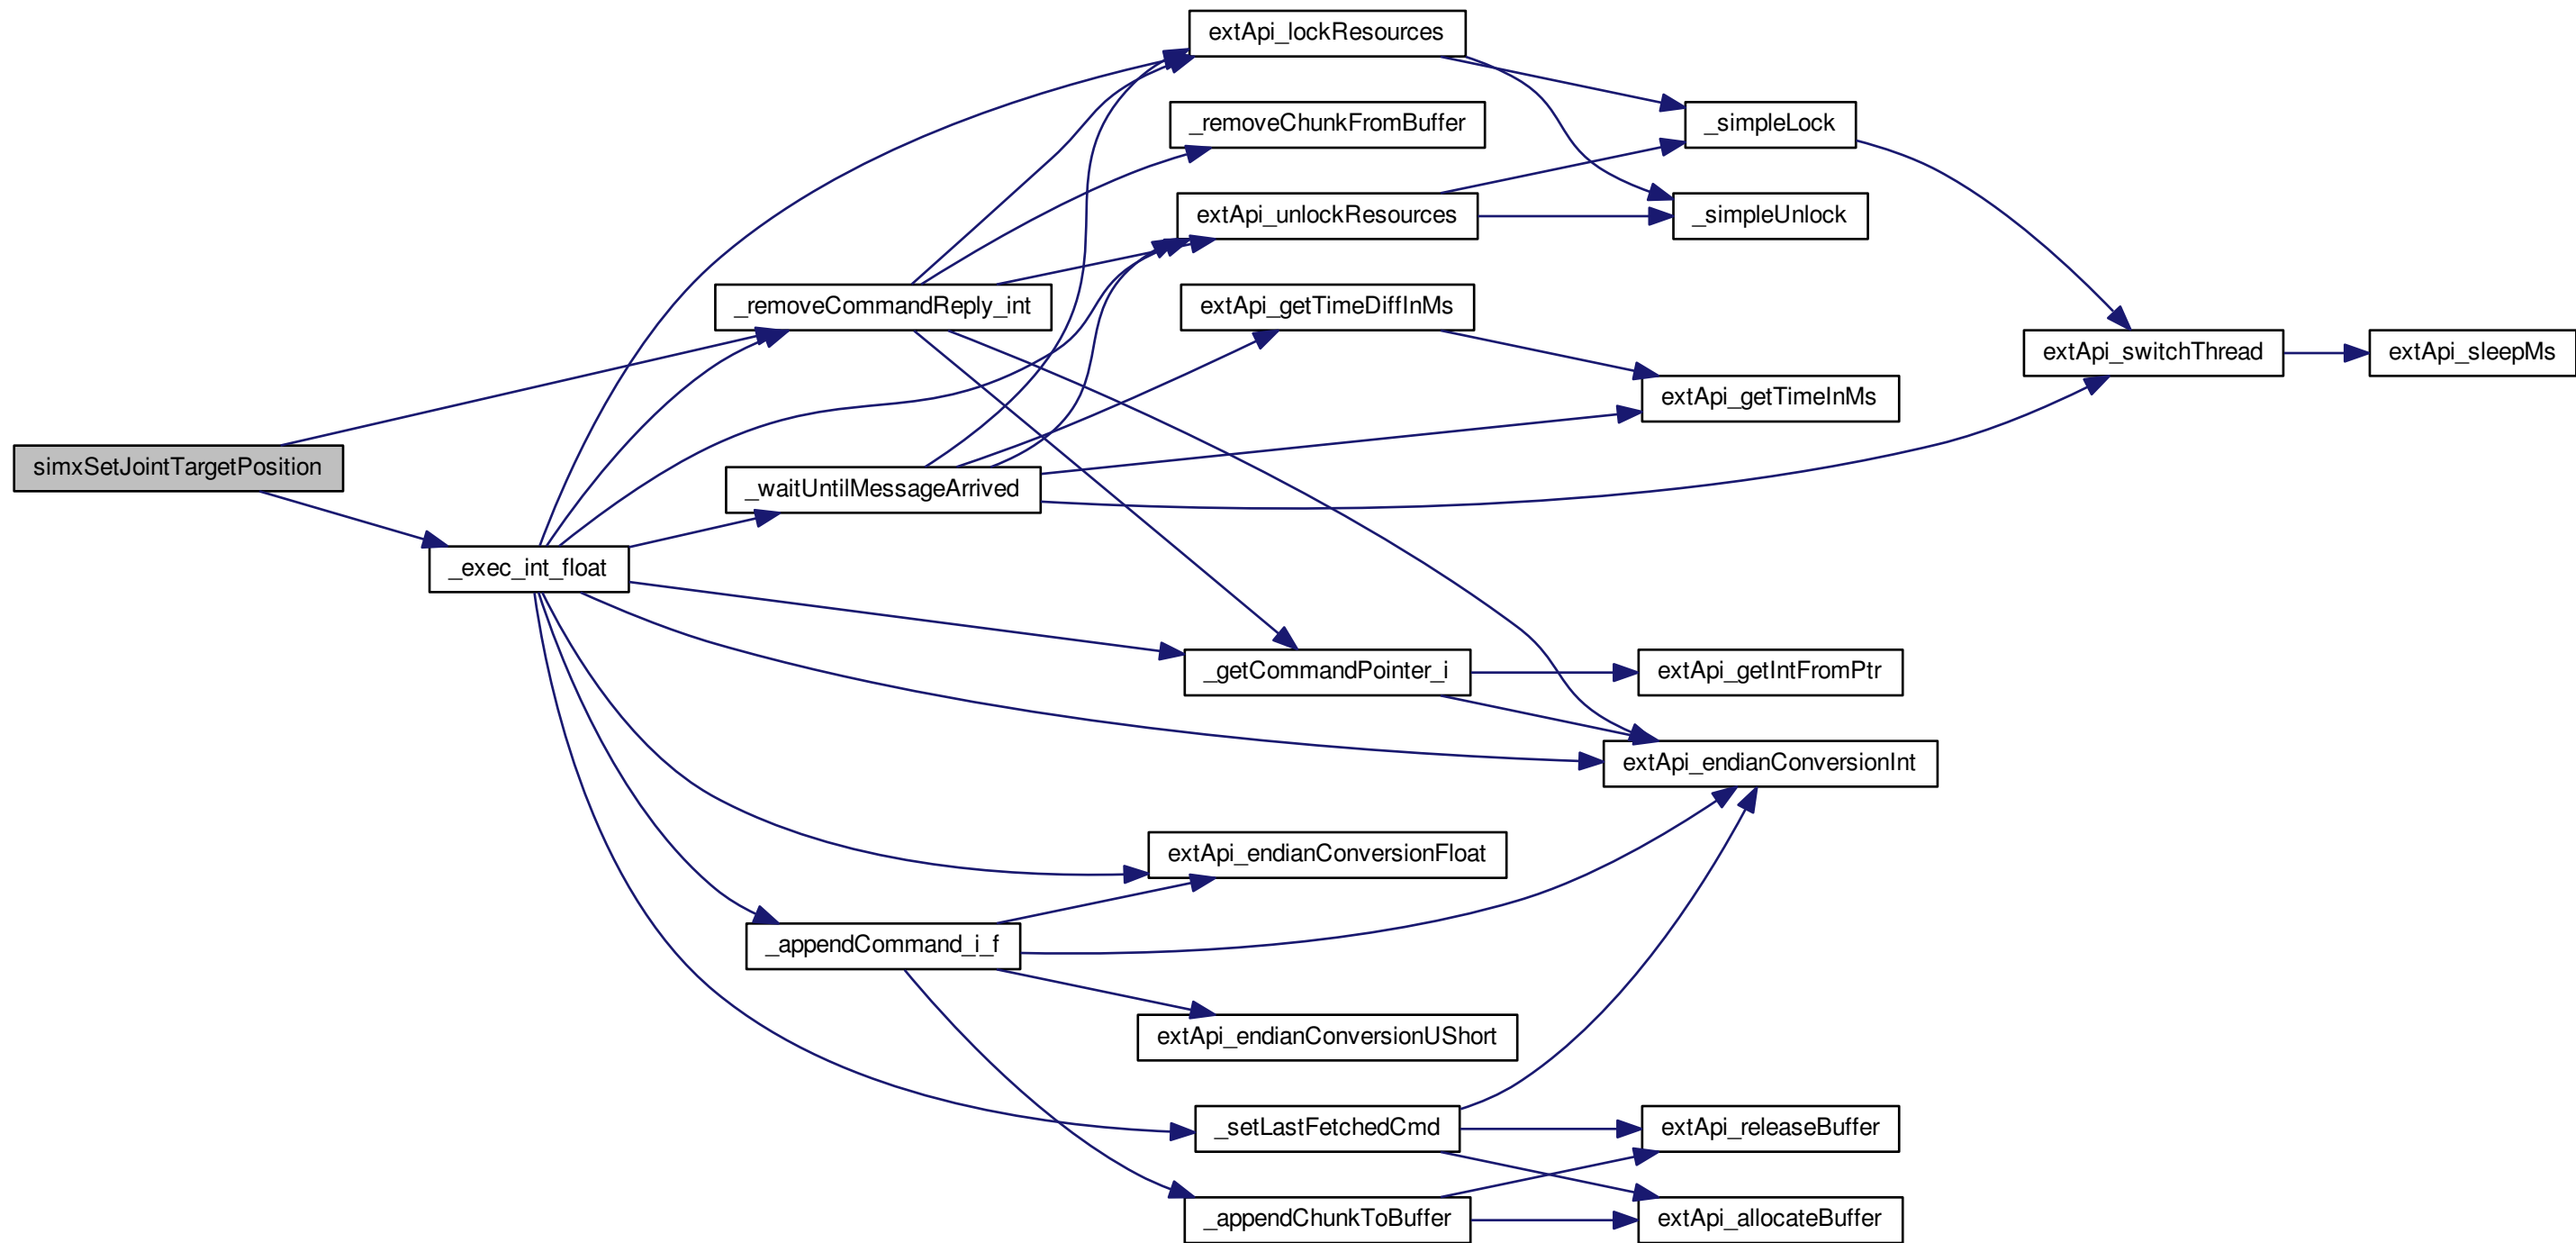 extApi_lockResources
_removeChunkFromBuffer
_simpleLock
extApi_unlockResources
_simpleUnlock
_removeCommandReply_int
extApi_getTimeDiffInMs
extApi_switchThread
extApi_sleepMs
extApi_getTimeInMs
simxSetJointTargetPosition
_waitUntilMessageArrived
_exec_int_float
_getCommandPointer_i
extApi_getIntFromPtr
extApi_endianConversionInt
extApi_endianConversionFloat
_appendCommand_i_f
extApi_endianConversionUShort
_setLastFetchedCmd
extApi_releaseBuffer
_appendChunkToBuffer
extApi_allocateBuffer